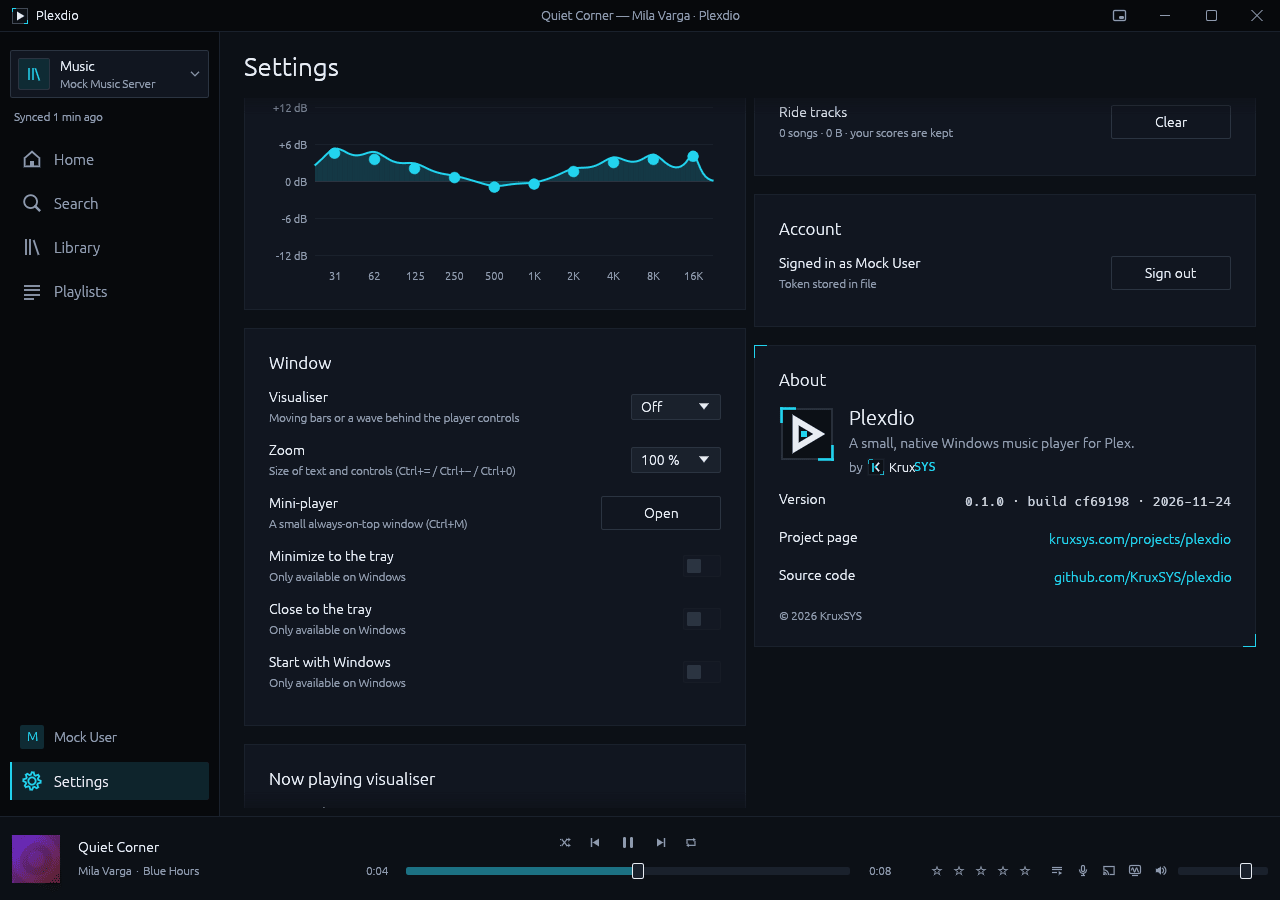 Plexdio
Quiet Corner — Mila Varga · Plexdio
Music
Mock Music Server
Synced 1 min ago
Home
Search
Library
Playlists
Mock User
Settings
Settings
+12 dB
+6 dB
0 dB
-6 dB
-12 dB
31 62 125 250 500 1K 2K 4K 8K 16K
Window
Visualiser
Moving bars or a wave behind the player controls
Off
Zoom
Size of text and controls (Ctrl+= / Ctrl+− / Ctrl+0)
100 %
Mini-player
A small always-on-top window (Ctrl+M)
Open
Minimize to the tray
Only available on Windows
Close to the tray
Only available on Windows
Start with Windows
Only available on Windows
Now playing visualiser
Ride tracks
0 songs · 0 B · your scores are kept
Clear
Account
Signed in as Mock User
Token stored in file
Sign out
About
Plexdio
A small, native Windows music player for Plex.
by KruxSYS
Version 0.1.0 · build cf69198 · 2026-11-24
Project page kruxsys.com/projects/plexdio
Source code github.com/KruxSYS/plexdio
© 2026 KruxSYS
M
Quiet Corner
Mila Varga · Blue Hours
0:04
0:08